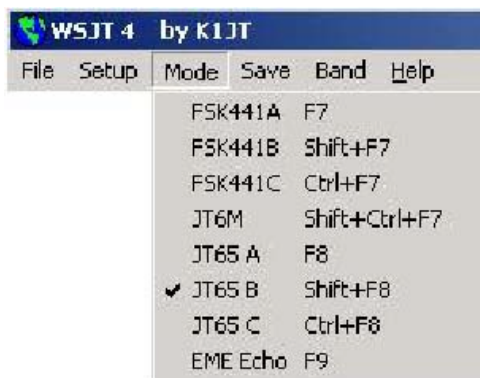 WSJT 4 by K1JT
File Setup Mode Save Band Help
FSK441A F7
FSK441B Shift+F7
FSK441C Ctrl+F7
JT6M Shift+Ctrl+F7
JT65 A F8
JT65 B Shift+F8
JT65 C Ctrl+F8
EME Echo F9